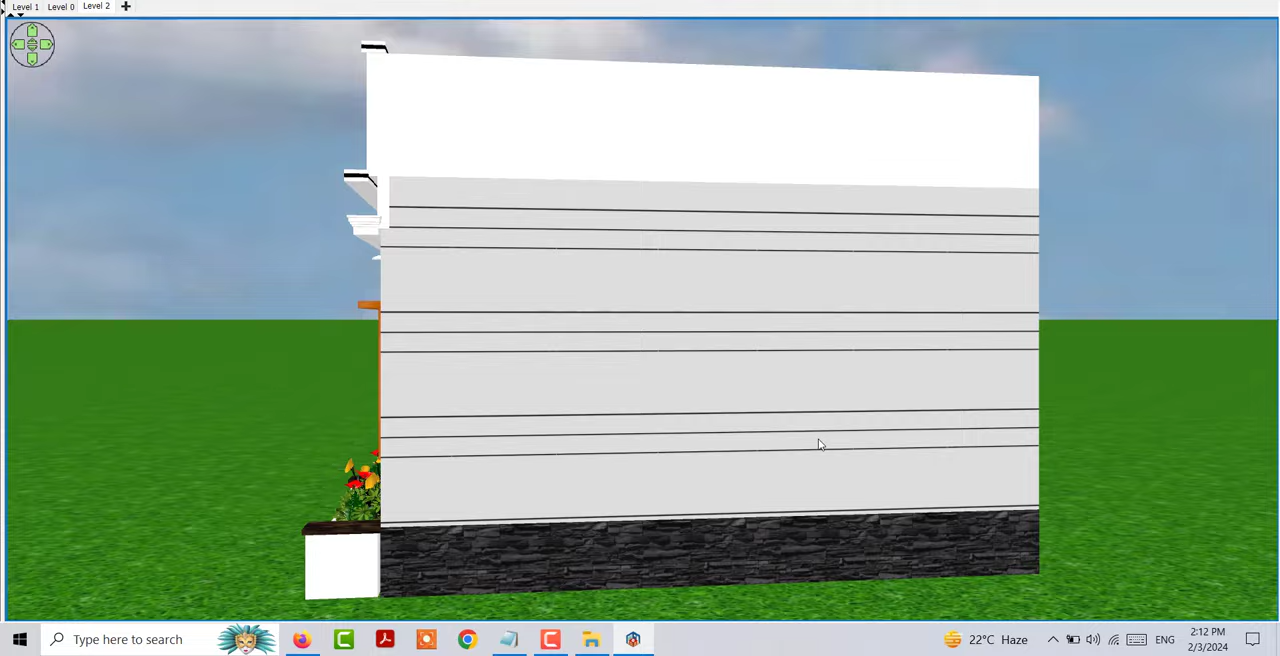 Level 1 Level 0 Level 2
Type here to search
22°C Haze
ENG
2:12 PM
2/3/2024